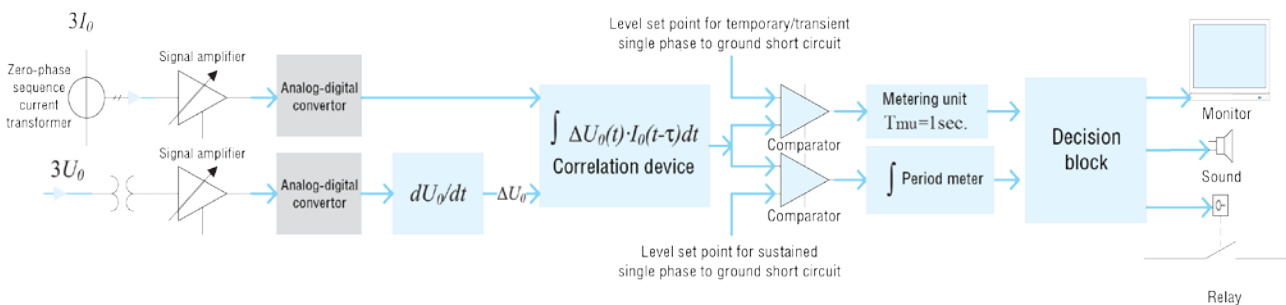 3I₀
Zero-phase
sequence
current
transformer
Signal amplifier
Analog-digital
convertor
3U₀
Signal amplifier
Analog-digital
convertor
dU₀/dt
ΔU₀
∫ ΔU₀(t)·I₀(t-τ)dt
Correlation device
Level set point for temporary/transient
single phase to ground short circuit
Comparator
Comparator
Level set point for sustained
single phase to ground short circuit
Metering unit
Tmu=1sec.
∫ Period meter
Decision
block
Monitor
Sound
Relay